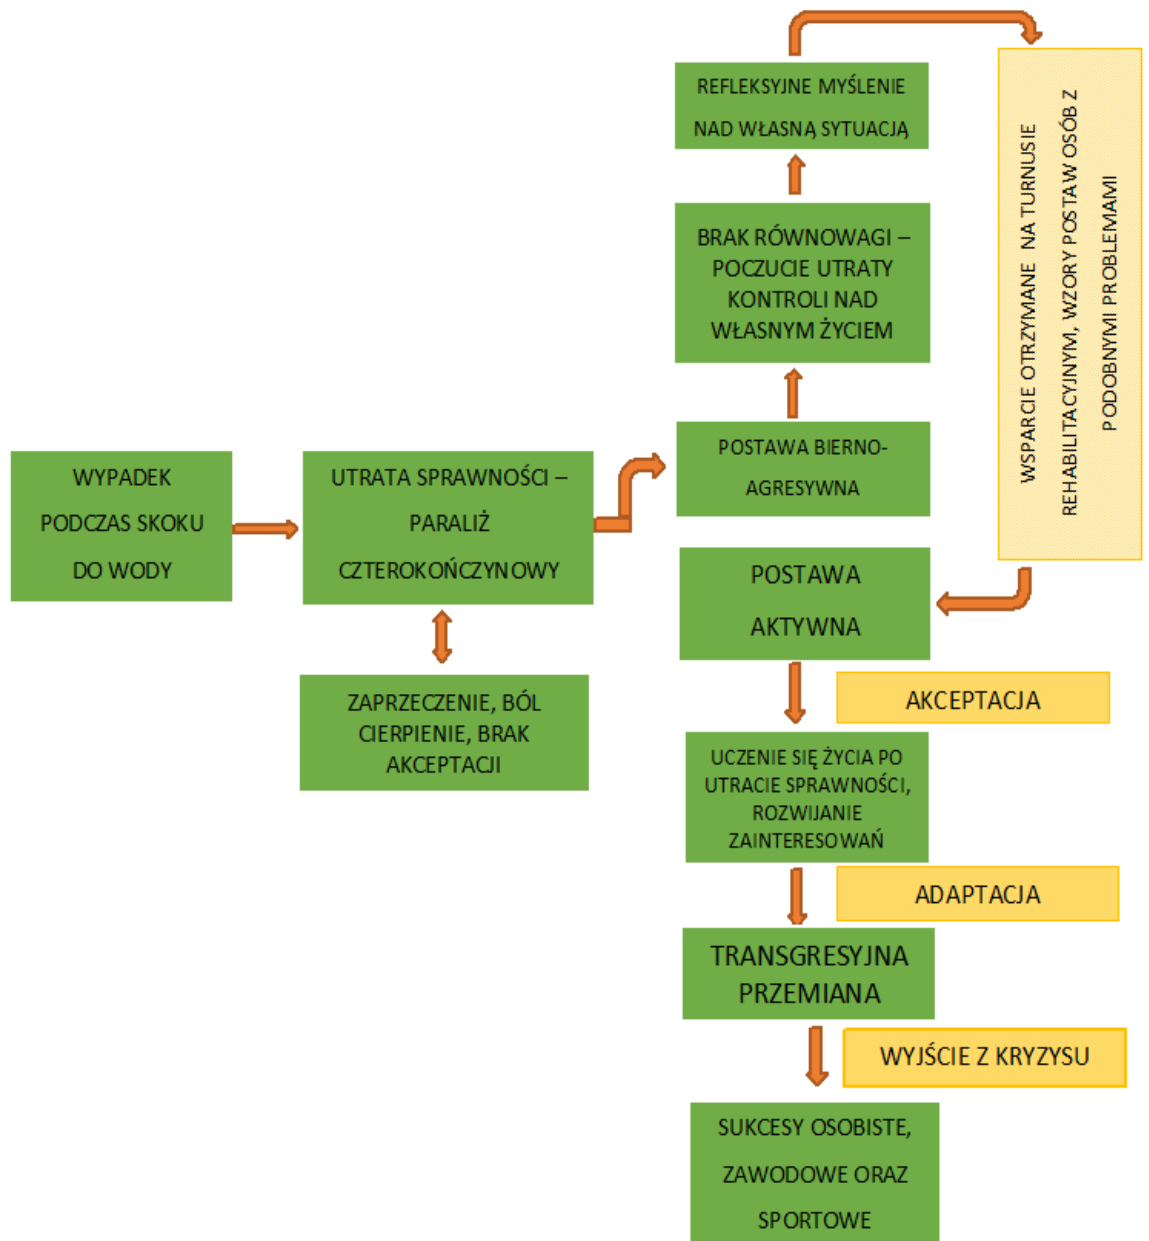 WYPADEK
PODCZAS SKOKU
DO WODY
UTRATA SPRAWNOŚCI –
PARALIŻ
CZTEROKOŃCZYNOWY
ZAPRZECZENIE, BÓL
CIERPIENIE, BRAK
AKCEPTACJI
POSTAWA BIERNO-
AGRESYWNA
BRAK RÓWNOWAGI –
POCZUCIE UTRATY
KONTROLI NAD
WŁASNYM ŻYCIEM
REFLEKSYJNE MYŚLENIE
NAD WŁASNĄ SYTUACJĄ
WSPARCIE OTRZYMANE NA TURNUSIE
REHABILITACYJNYM, WZORY POSTAW OSÓB Z
PODOBNYMI PROBLEMAMI
POSTAWA
AKTYWNA
AKCEPTACJA
UCZENIE SIĘ ŻYCIA PO
UTRACIE SPRAWNOŚCI,
ROZWIJANIE
ZAINTERESOWAŃ
ADAPTACJA
TRANSGRESYJNA
PRZEMIANA
WYJŚCIE Z KRYZYSU
SUKCESY OSOBISTE,
ZAWODOWE ORAZ
SPORTOWE